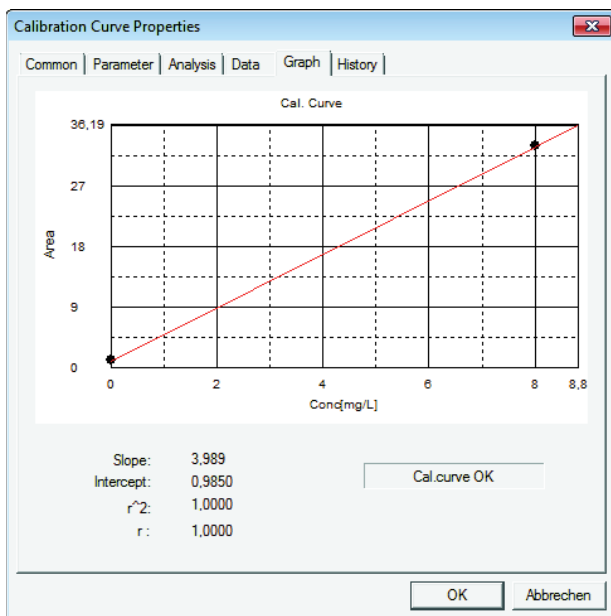 Calibration Curve Properties
Common Parameter Analysis Data Graph History
Cal. Curve
36,19
27
18
9
0
Area
0 2 4 6 8 8,8
Conc[mg/L]
Slope: 3,989
Intercept: 0,9850
r^2: 1,0000
r : 1,0000
Cal.curve OK
OK Abbrechen